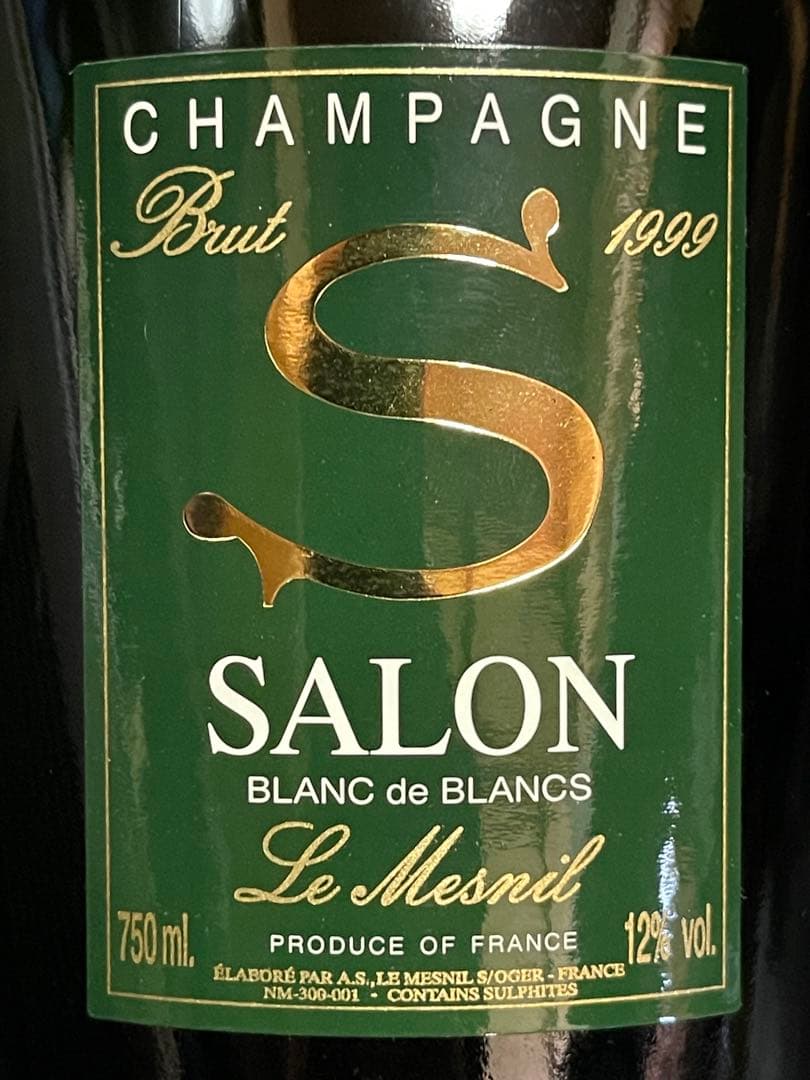 CHAMPAGNE
Brut 1999
S
SALON
BLANC de BLANCS
Le Mesnil
750 ml. PRODUCE OF FRANCE 12% vol.
ÉLABORÉ PAR A.S., LE MESNIL S/OGER - FRANCE
NM-300-001 - CONTAINS SULPHITES